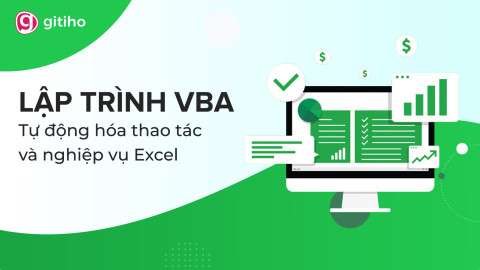 gitiho
LẬP TRÌNH VBA
Tự động hóa thao tác
và nghiệp vụ Excel
$
$
$